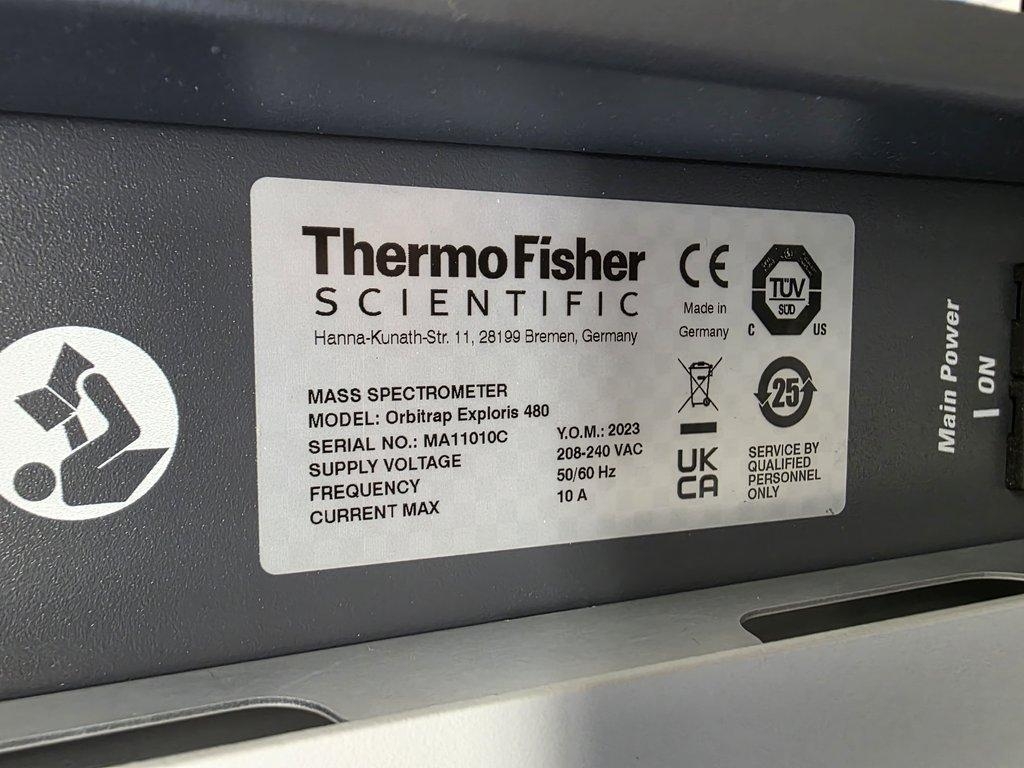 ThermoFisher
SCIENTIFIC
Hanna-Kunath-Str. 11, 28199 Bremen, Germany
MASS SPECTROMETER
MODEL: Orbitrap Exploris 480
SERIAL NO.: MA11010C Y.O.M.: 2023
SUPPLY VOLTAGE 208-240 VAC
FREQUENCY 50/60 Hz
CURRENT MAX 10 A
CE
Made in
Germany
TÜV
SÜD
C US
25
UK
CA
SERVICE BY
QUALIFIED
PERSONNEL
ONLY
Main Power
| ON